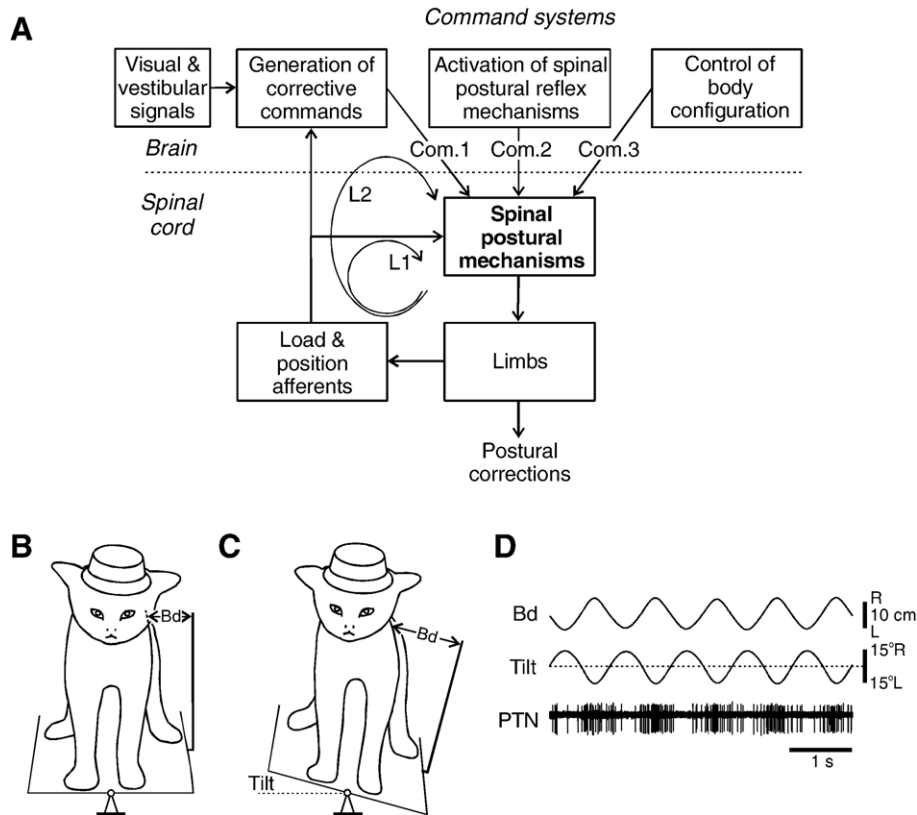 A
Command systems
Visual &
vestibular
signals
Generation of
corrective
commands
Activation of spinal
postural reflex
mechanisms
Control of
body
configuration
Brain
Com.1
Com.2
Com.3
Spinal
cord
L2
L1
Spinal
postural
mechanisms
Load &
position
afferents
Limbs
Postural
corrections
B
Bd
C
Bd
Tilt
D
Bd
R
10 cm
L
Tilt
15°R
15°L
PTN
1 s